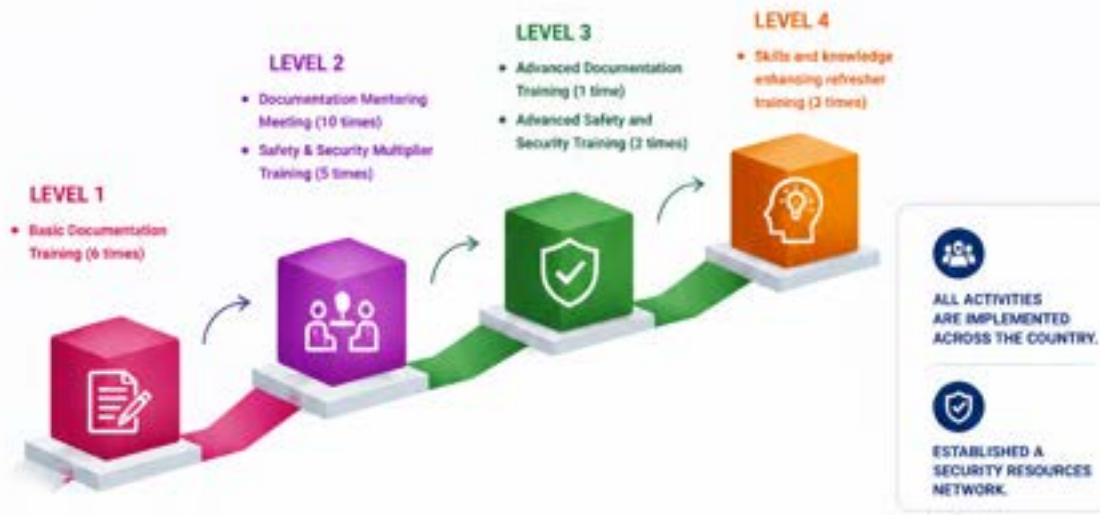 LEVEL 1
• Basic Documentation
Training (6 times)
LEVEL 2
• Documentation Mentoring
Meeting (10 times)
• Safety & Security Multiplier
Training (5 times)
LEVEL 3
• Advanced Documentation
Training (1 time)
• Advanced Safety and
Security Training (2 times)
LEVEL 4
• Skills and knowledge
enhancing refresher
training (3 times)
ALL ACTIVITIES
ARE IMPLEMENTED
ACROSS THE COUNTRY.
ESTABLISHED A
SECURITY RESOURCES
NETWORK.